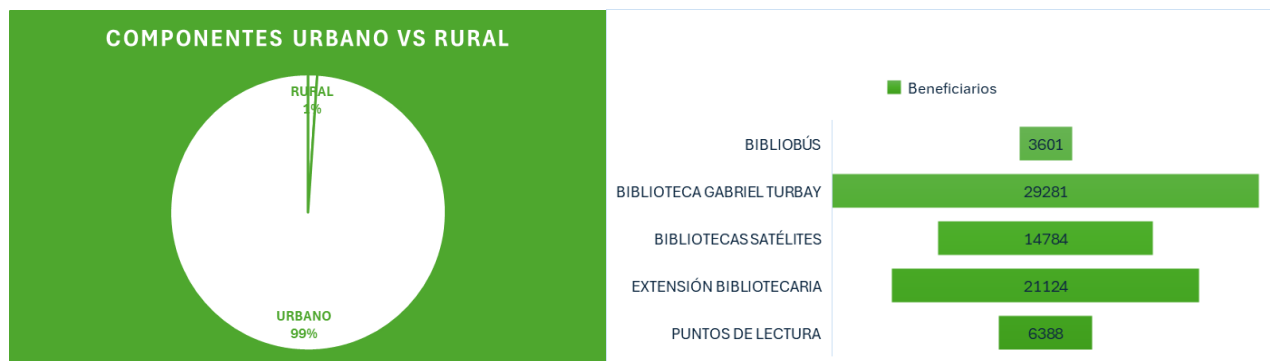 COMPONENTES URBANO VS RURAL
RURAL
1%
URBANO
99%
Beneficiarios
BIBLIOBÚS
3601
BIBLIOTECA GABRIEL TURBAY
29281
BIBLIOTECAS SATÉLITES
14784
EXTENSIÓN BIBLIOTECARIA
21124
PUNTOS DE LECTURA
6388